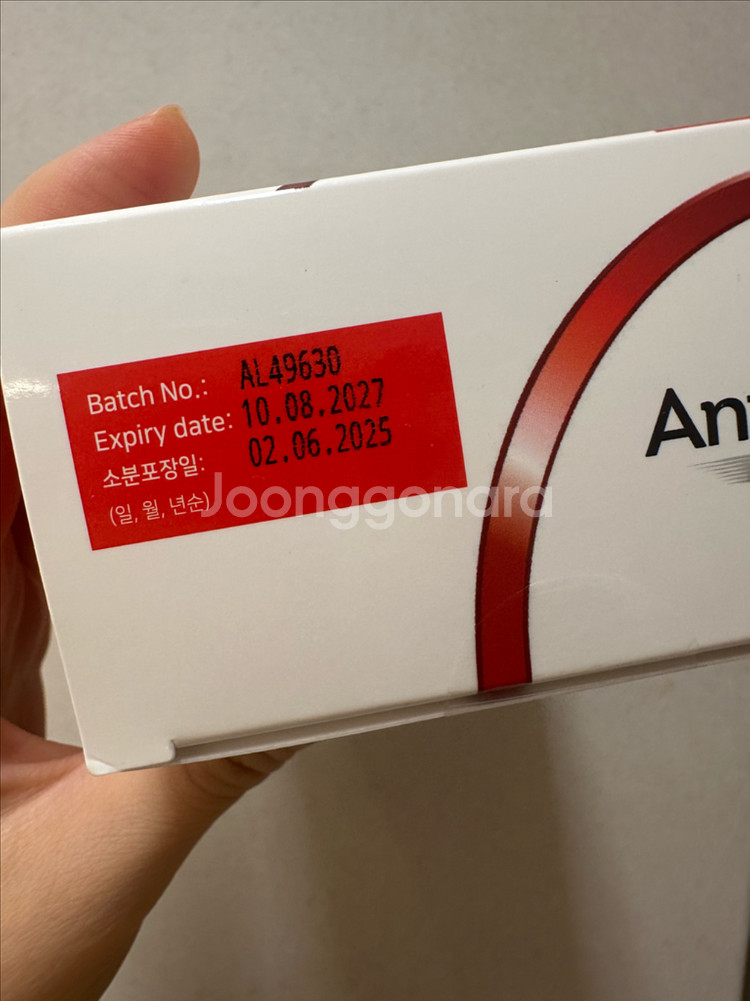 Batch No.: AL49630
Expiry date: 10.08.2027
소분포장일: 02.06.2025
(일, 월, 년순)
Joonggonara